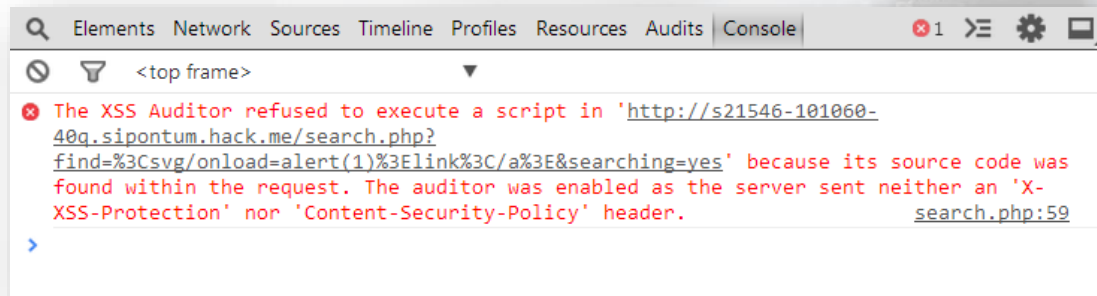 Elements Network Sources Timeline Profiles Resources Audits Console 1
<top frame>
The XSS Auditor refused to execute a script in 'http://s21546-101060-
40q.sipontum.hack.me/search.php?
find=%3Csvg/onload=alert(1)%3Elink%3C/a%3E&searching=yes' because its source code was
found within the request. The auditor was enabled as the server sent neither an 'X-
XSS-Protection' nor 'Content-Security-Policy' header. search.php:59